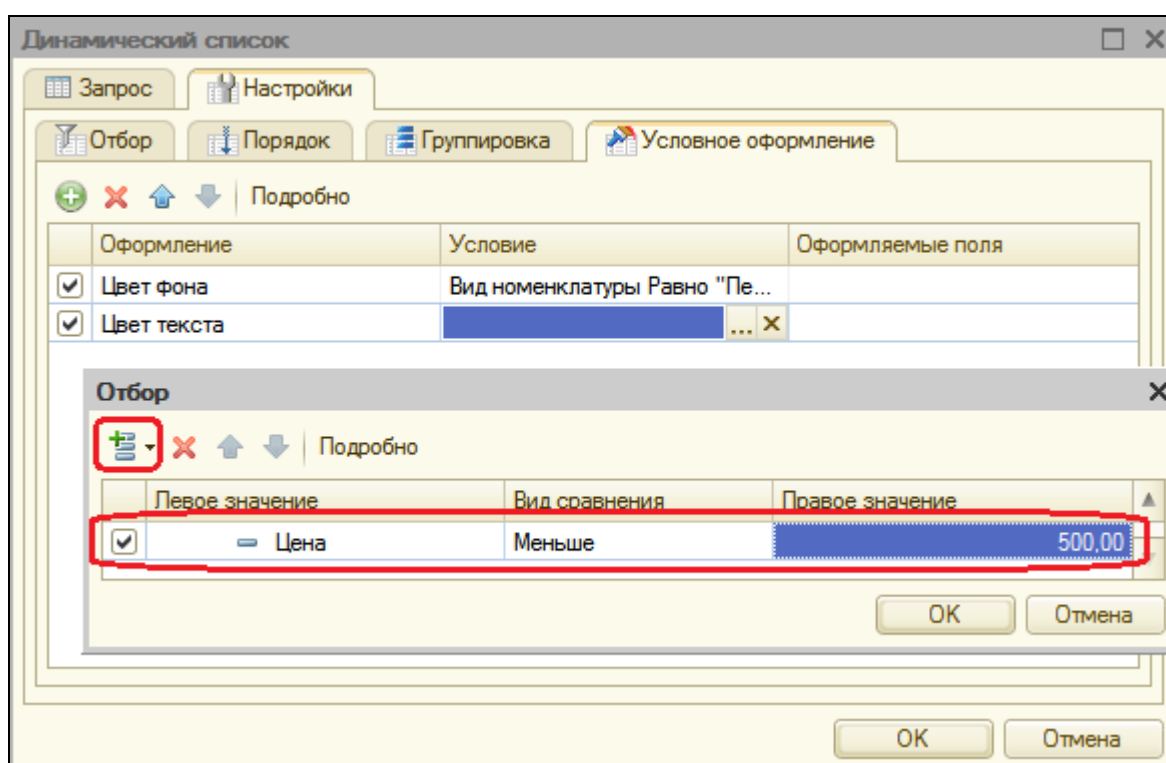 Динамический список
Запрос Настройки
Отбор Порядок Группировка Условное оформление
Подробно
Оформление Условие Оформляемые поля
Цвет фона Вид номенклатуры Равно "Пе...
Цвет текста ...
Отбор
Подробно
Левое значение Вид сравнения Правое значение
Цена Меньше 500,00
OK Отмена
OK Отмена